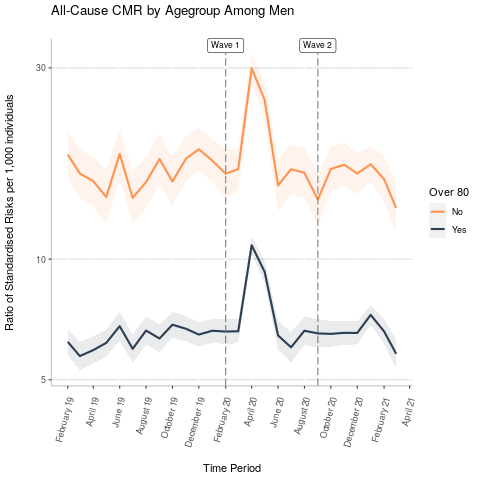 All-Cause CMR by Agegroup Among Men
Wave 1
Wave 2
30
10
5
Ratio of Standardised Risks per 1,000 individuals
February 19
April 19
June 19
August 19
October 19
December 19
February 20
April 20
June 20
August 20
October 20
December 20
February 21
April 21
Time Period
Over 80
No
Yes